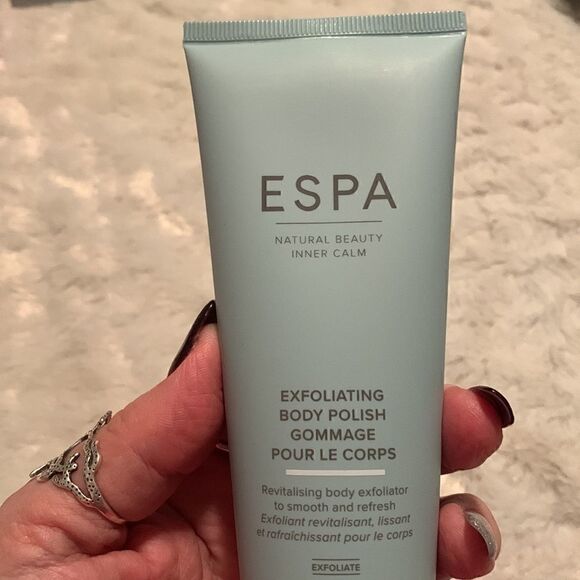 ESPA
NATURAL BEAUTY
INNER CALM
EXFOLIATING
BODY POLISH
GOMMAGE
POUR LE CORPS
Revitalising body exfoliator
to smooth and refresh
Exfoliant revitalisant, lissant
et rafraîchissant pour le corps
EXFOLIATE